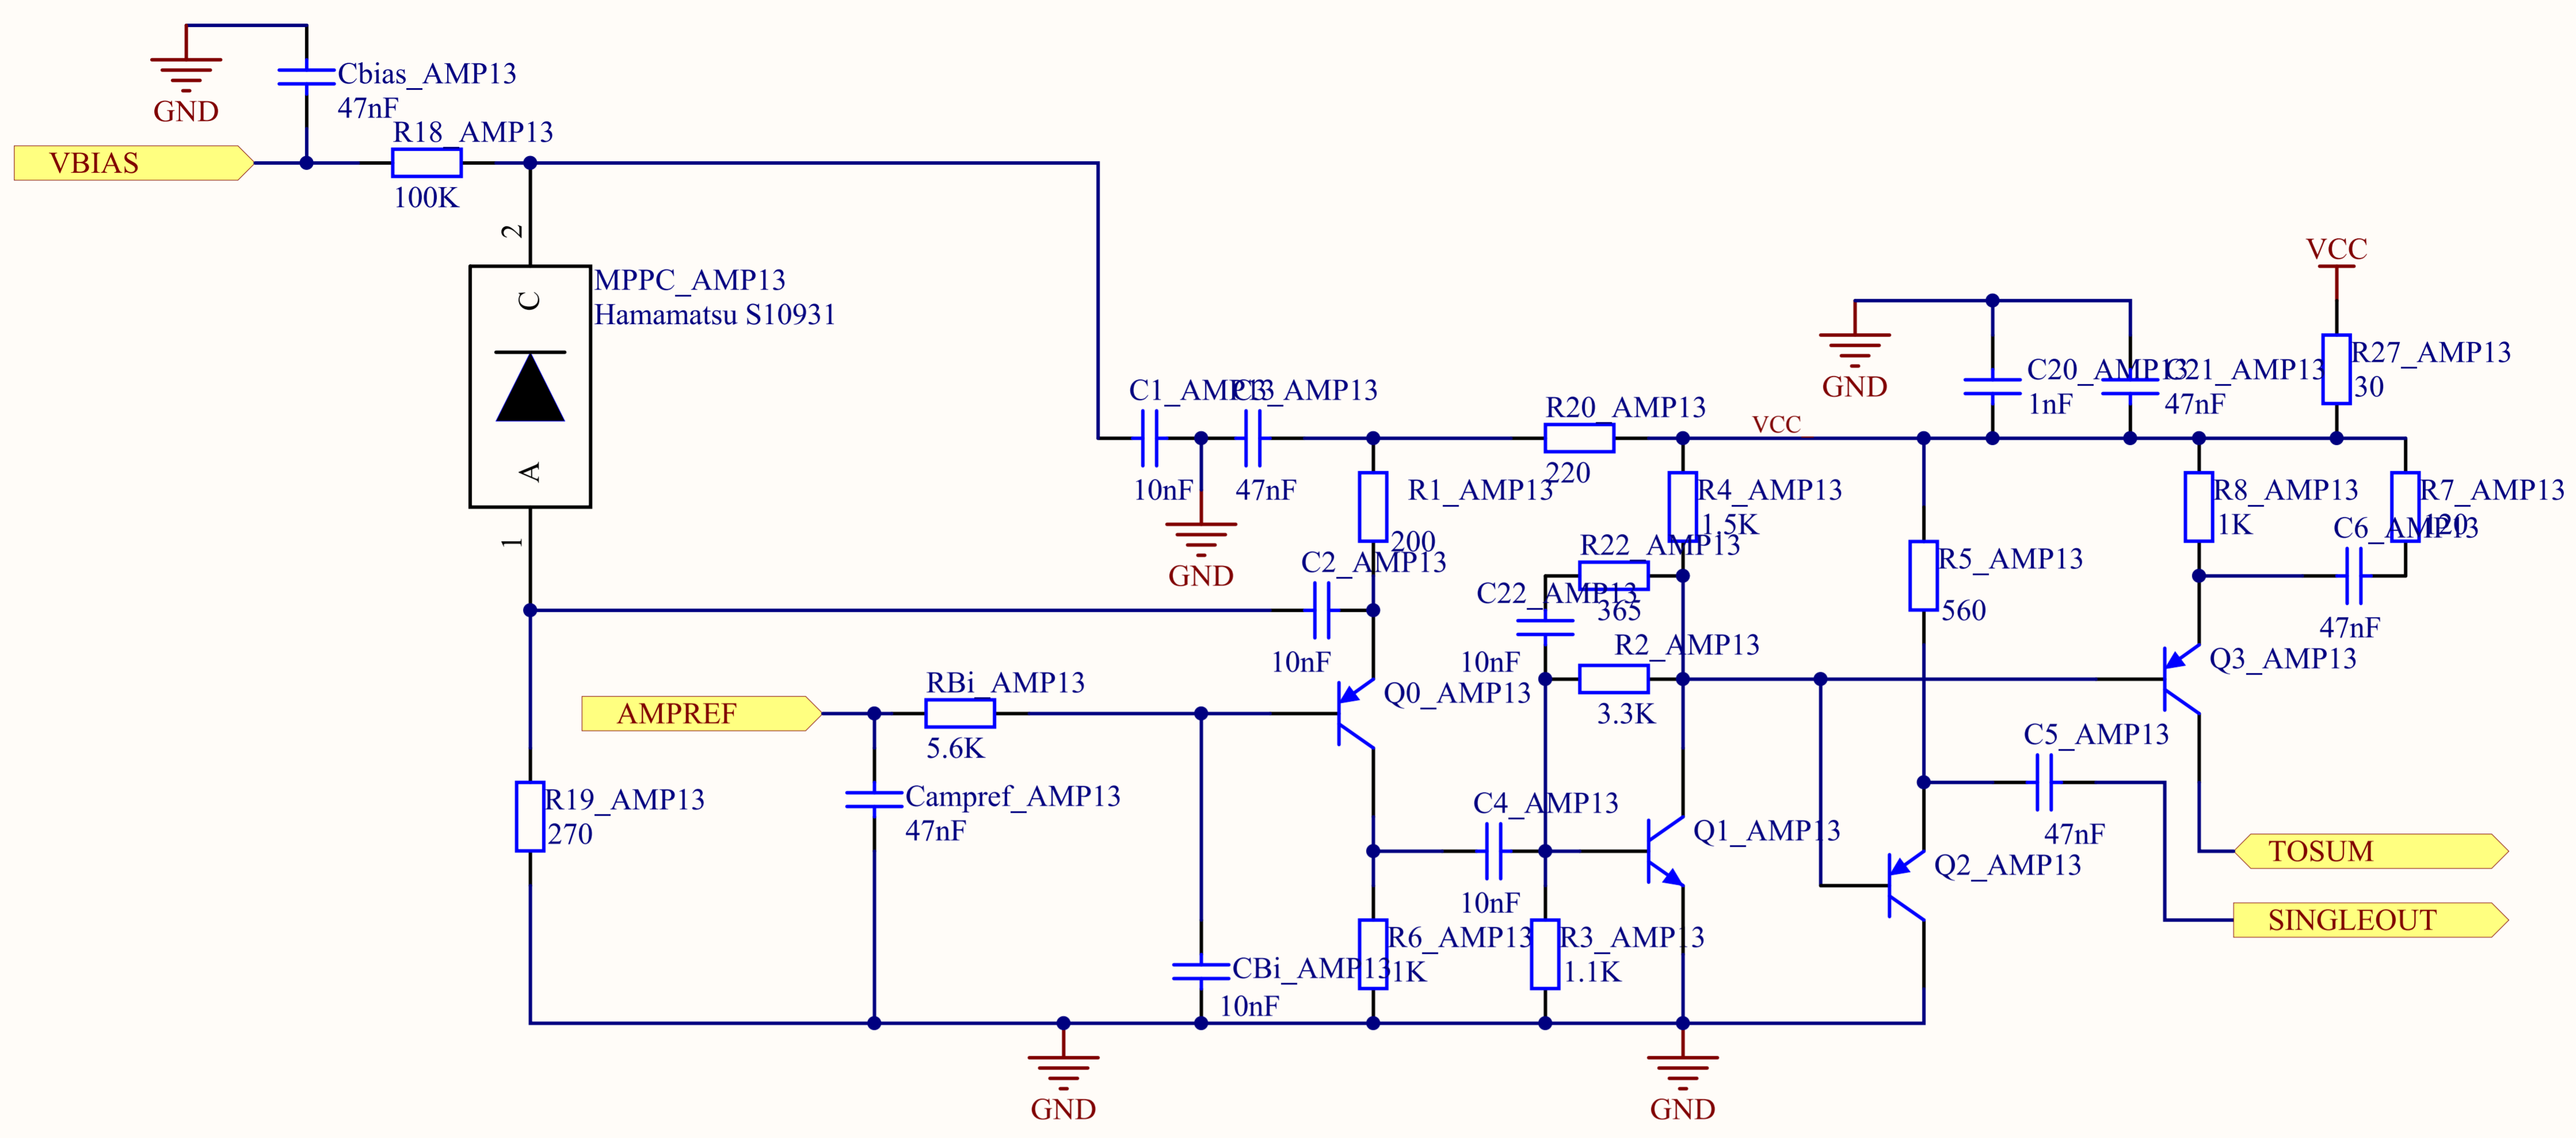 Cbias_AMP13
47nF
GND
R18_AMP13
VBIAS
100K
2
C
MPPC_AMP13
Hamamatsu S10931
A
1
VCC
C1_AMP13
C3_AMP13
10nF
47nF
GND
R20_AMP13
220
VCC
GND
C20_AMP13
1nF
C21_AMP13
47nF
R27_AMP13
30
R1_AMP13
200
R4_AMP13
1.5K
R8_AMP13
1K
R7_AMP13
120
C6_AMP13
47nF
C2_AMP13
10nF
R22_AMP13
365
C22_AMP13
10nF
R5_AMP13
560
R2_AMP13
3.3K
Q3_AMP13
RBi_AMP13
AMPREF
5.6K
Q0_AMP13
C5_AMP13
47nF
R19_AMP13
270
Campref_AMP13
47nF
C4_AMP13
10nF
Q1_AMP13
Q2_AMP13
TOSUM
SINGLEOUT
CBi_AMP13
10nF
R6_AMP13
1K
R3_AMP13
1.1K
GND
GND